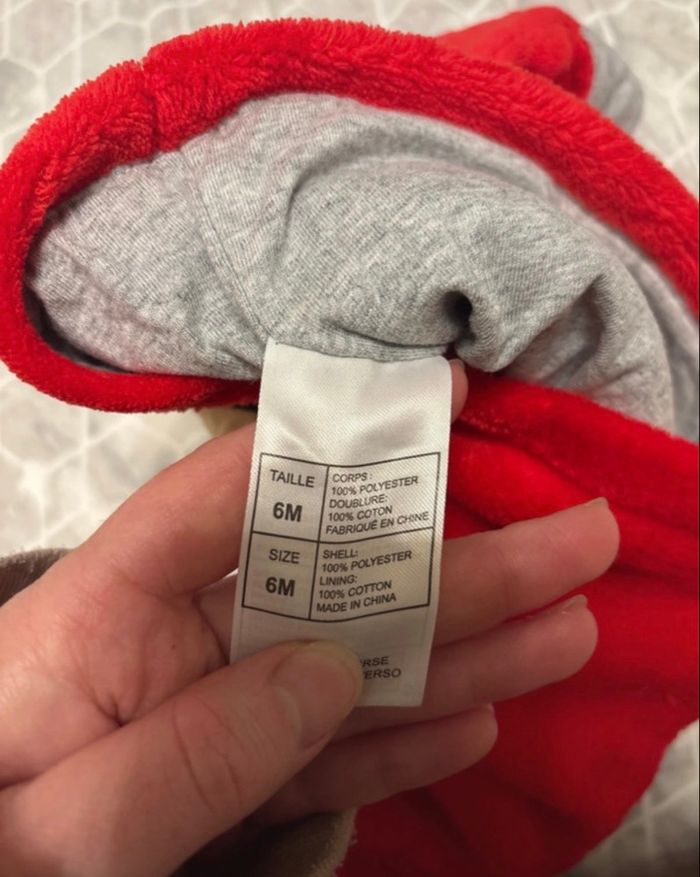 TAILLE
6M
CORPS:
100% POLYESTER
DOUBLURE:
100% COTON
FABRIQUÉ EN CHINE
SIZE
6M
SHELL:
100% POLYESTER
LINING:
100% COTTON
MADE IN CHINA